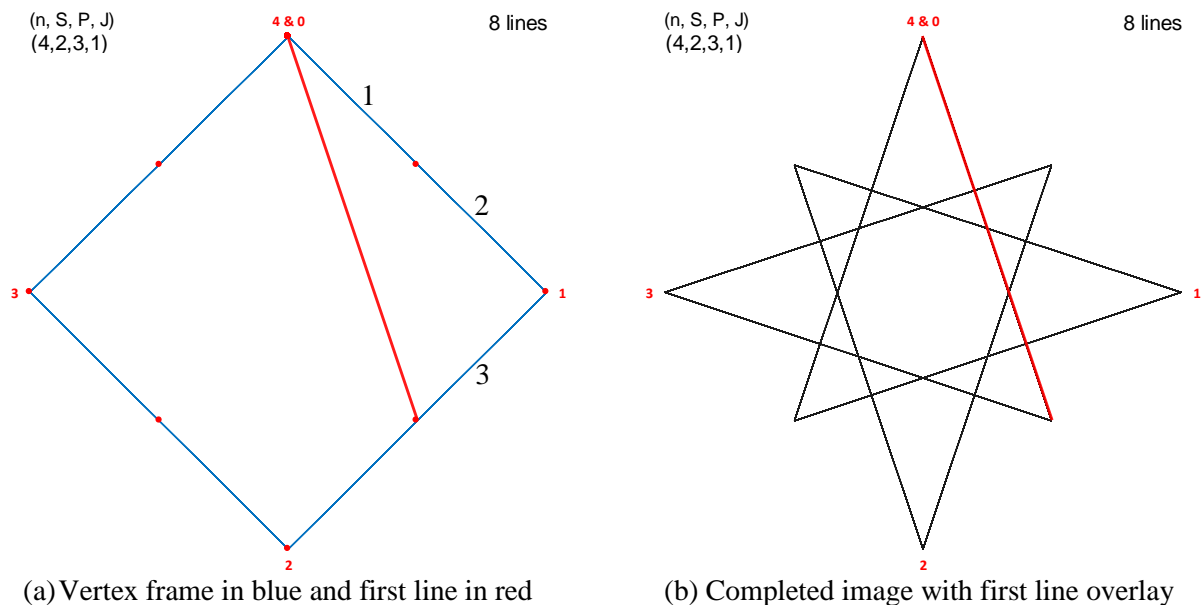 (n, S, P, J)
(4,2,3,1)
4 & 0
8 lines
1
2
3
1
3
2
(a) Vertex frame in blue and first line in red
(n, S, P, J)
(4,2,3,1)
4 & 0
8 lines
3
1
2
(b) Completed image with first line overlay